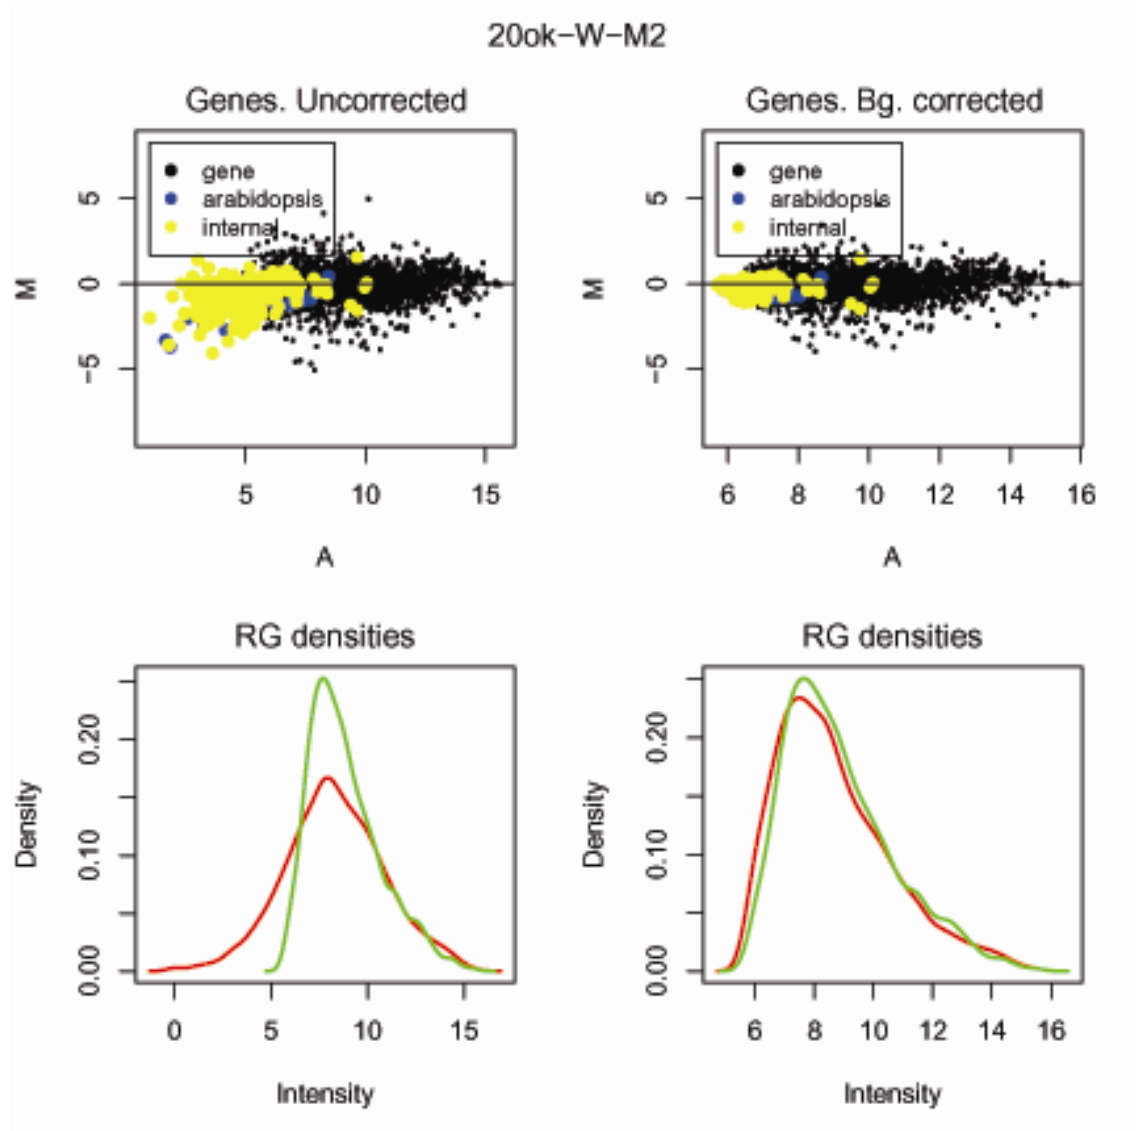 20ok-W-M2
Genes. Uncorrected
Genes. Bg. corrected
gene
arabidopsis
internal
gene
arabidopsis
internal
M
5
0
-5
M
5
0
-5
5 10 15
6 8 10 12 14 16
A
A
RG densities
RG densities
Density
0.20
0.10
0.00
Density
0.20
0.10
0.00
0 5 10 15
6 8 10 12 14 16
Intensity
Intensity